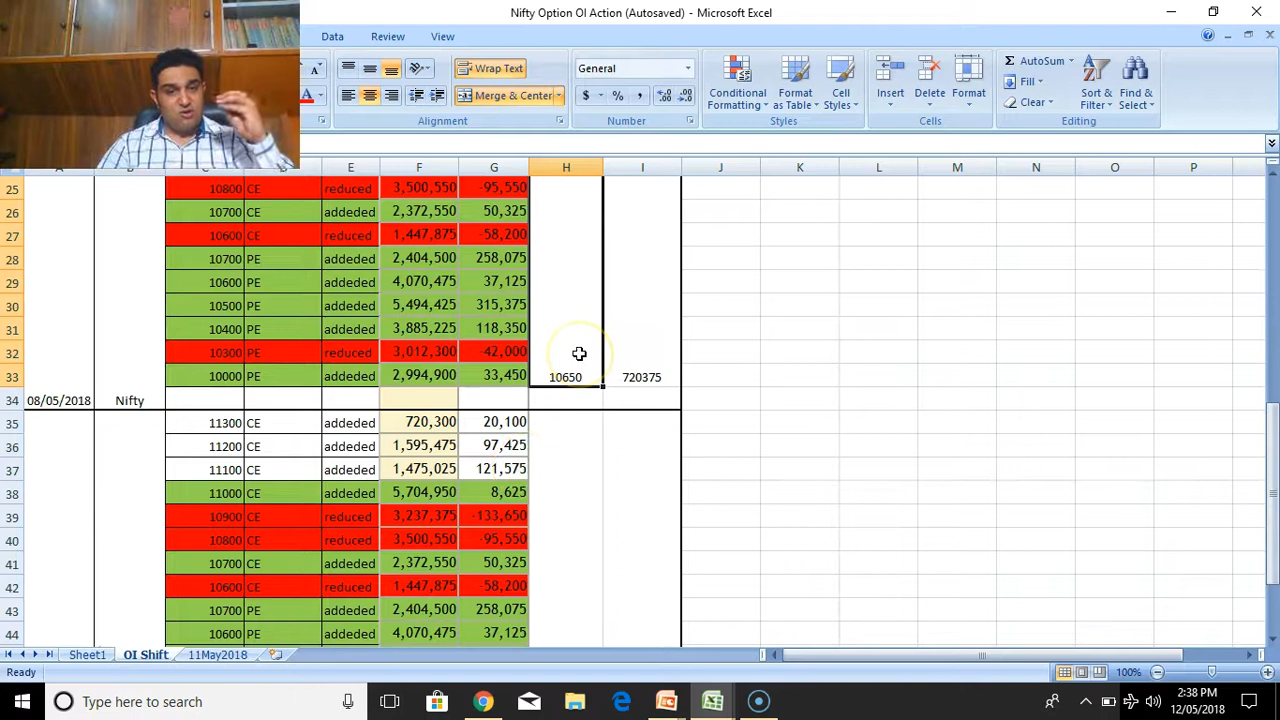 Nifty Option OI Action (Autosaved) - Microsoft Excel
Data Review View
Wrap Text General AutoSum
Merge & Center $ % , Conditional Formatting Format as Table Cell Styles Insert Delete Format Fill Clear Sort & Filter Find & Select
Alignment Number Styles Cells Editing
E F G H I J K L M N O P
25 10800 CE reduced 3,500,550 -95,550
26 10700 CE addeded 2,372,550 50,325
27 10600 CE reduced 1,447,875 -58,200
28 10700 PE addeded 2,404,500 258,075
29 10600 PE addeded 4,070,475 37,125
30 10500 PE addeded 5,494,425 315,375
31 10400 PE addeded 3,885,225 118,350
32 10300 PE reduced 3,012,300 -42,000
33 10000 PE addeded 2,994,900 33,450 10650 720375
34 08/05/2018 Nifty
35 11300 CE addeded 720,300 20,100
36 11200 CE addeded 1,595,475 97,425
37 11100 CE addeded 1,475,025 121,575
38 11000 CE addeded 5,704,950 8,625
39 10900 CE reduced 3,237,375 -133,650
40 10800 CE reduced 3,500,550 -95,550
41 10700 CE addeded 2,372,550 50,325
42 10600 CE reduced 1,447,875 -58,200
43 10700 PE addeded 2,404,500 258,075
44 10600 PE addeded 4,070,475 37,125
Sheet1 OI Shift 11May2018
Ready 100%
Type here to search 2:38 PM
12/05/2018